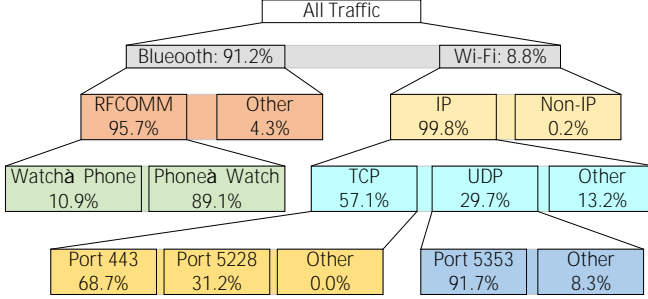 All Traffic
Blueooth: 91.2%
Wi-Fi: 8.8%
RFCOMM
95.7%
Other
4.3%
IP
99.8%
Non-IP
0.2%
Watchà Phone
10.9%
Phoneà Watch
89.1%
TCP
57.1%
UDP
29.7%
Other
13.2%
Port 443
68.7%
Port 5228
31.2%
Other
0.0%
Port 5353
91.7%
Other
8.3%